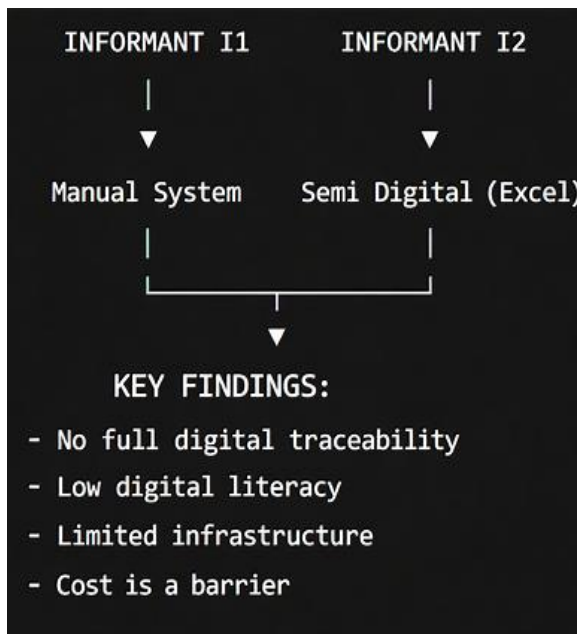 INFORMANT I1 INFORMANT I2
Manual System Semi Digital (Excel)
KEY FINDINGS:
- No full digital traceability
- Low digital literacy
- Limited infrastructure
- Cost is a barrier